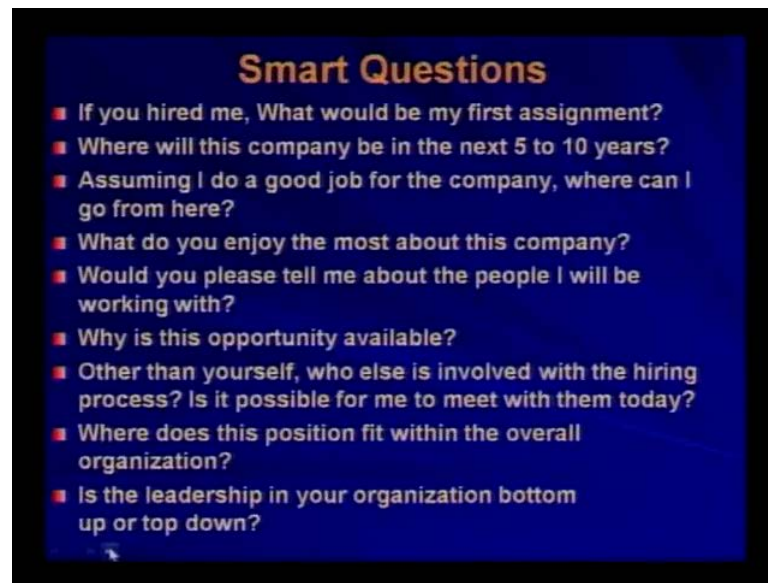 Smart Questions
If you hired me, What would be my first assignment?
Where will this company be in the next 5 to 10 years?
Assuming I do a good job for the company, where can I
go from here?
What do you enjoy the most about this company?
Would you please tell me about the people I will be
working with?
Why is this opportunity available?
Other than yourself, who else is involved with the hiring
process? Is it possible for me to meet with them today?
Where does this position fit within the overall
organization?
Is the leadership in your organization bottom
up or top down?